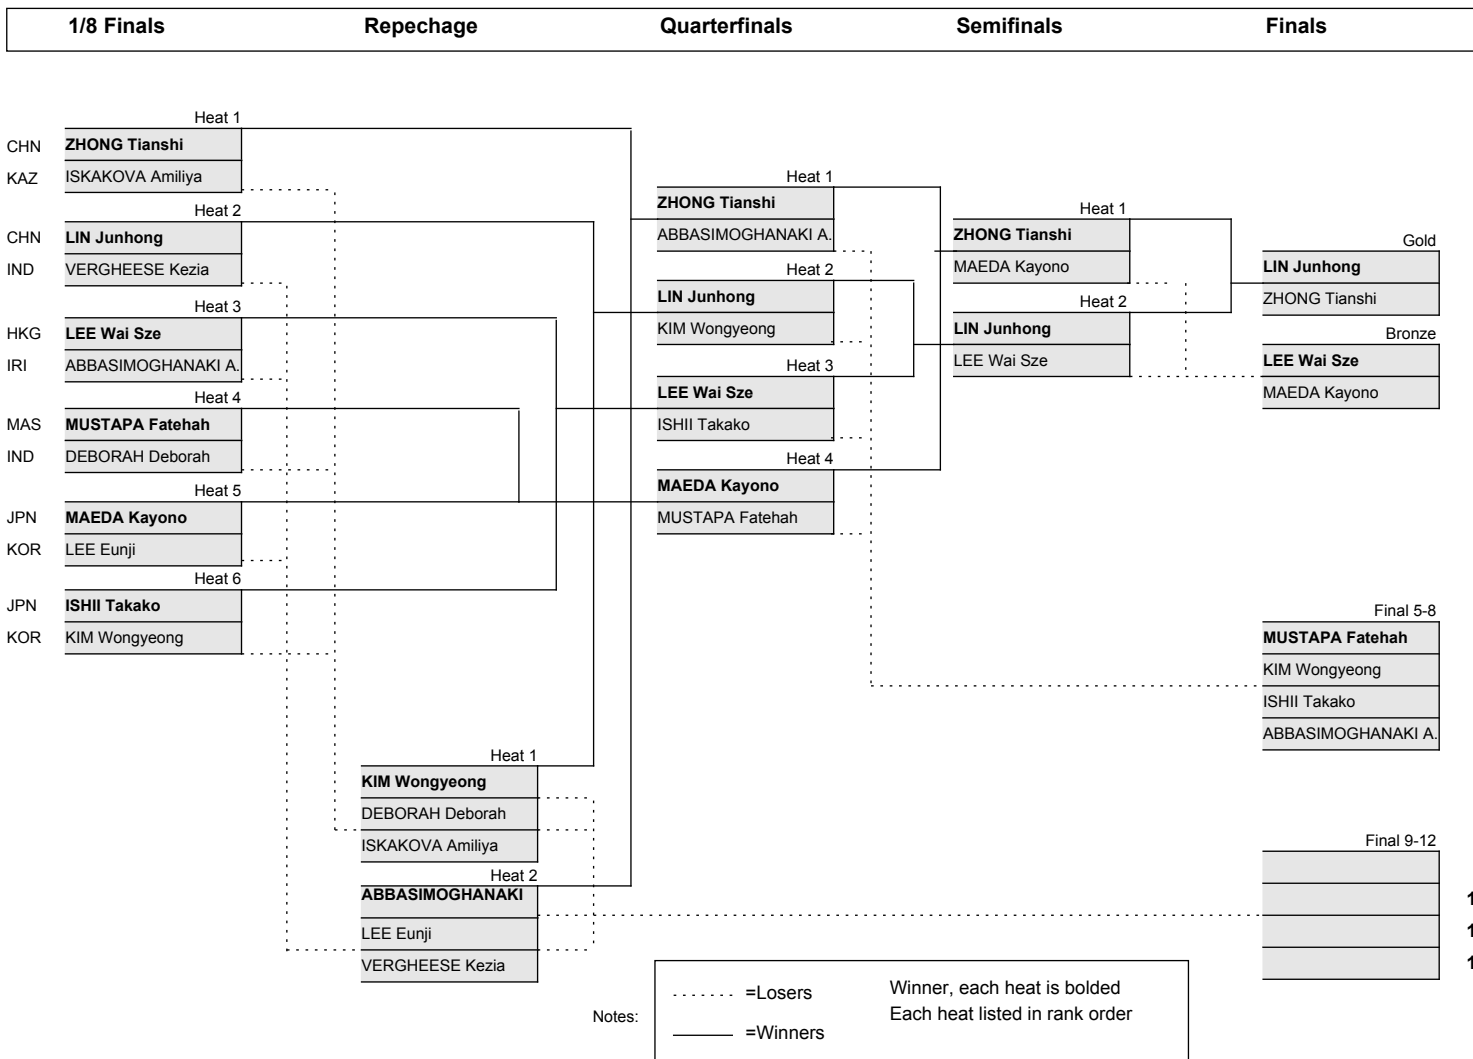 1/8 Finals Repechage Quarterfinals Semifinals Finals
Heat 1
CHN ZHONG Tianshi
KAZ ISKAKOVA Amiliya
Heat 2
CHN LIN Junhong
IND VERGHEESE Kezia
Heat 3
HKG LEE Wai Sze
IRI ABBASIMOGHANAKI A.
Heat 4
MAS MUSTAPA Fatehah
IND DEBORAH Deborah
Heat 5
JPN MAEDA Kayono
KOR LEE Eunji
Heat 6
JPN ISHII Takako
KOR KIM Wongyeong
Heat 1
KIM Wongyeong
DEBORAH Deborah
ISKAKOVA Amiliya
Heat 2
ABBASIMOGHANAKI
LEE Eunji
VERGHEESE Kezia
Heat 1
ZHONG Tianshi
ABBASIMOGHANAKI A.
Heat 2
LIN Junhong
KIM Wongyeong
Heat 3
LEE Wai Sze
ISHII Takako
Heat 4
MAEDA Kayono
MUSTAPA Fatehah
Heat 1
ZHONG Tianshi
MAEDA Kayono
Heat 2
LIN Junhong
LEE Wai Sze
Gold
LIN Junhong
ZHONG Tianshi
Bronze
LEE Wai Sze
MAEDA Kayono
Final 5-8
MUSTAPA Fatehah
KIM Wongyeong
ISHII Takako
ABBASIMOGHANAKI A.
Final 9-12
1
1
1
Notes:
=Losers Winner, each heat is bolded
Each heat listed in rank order
=Winners